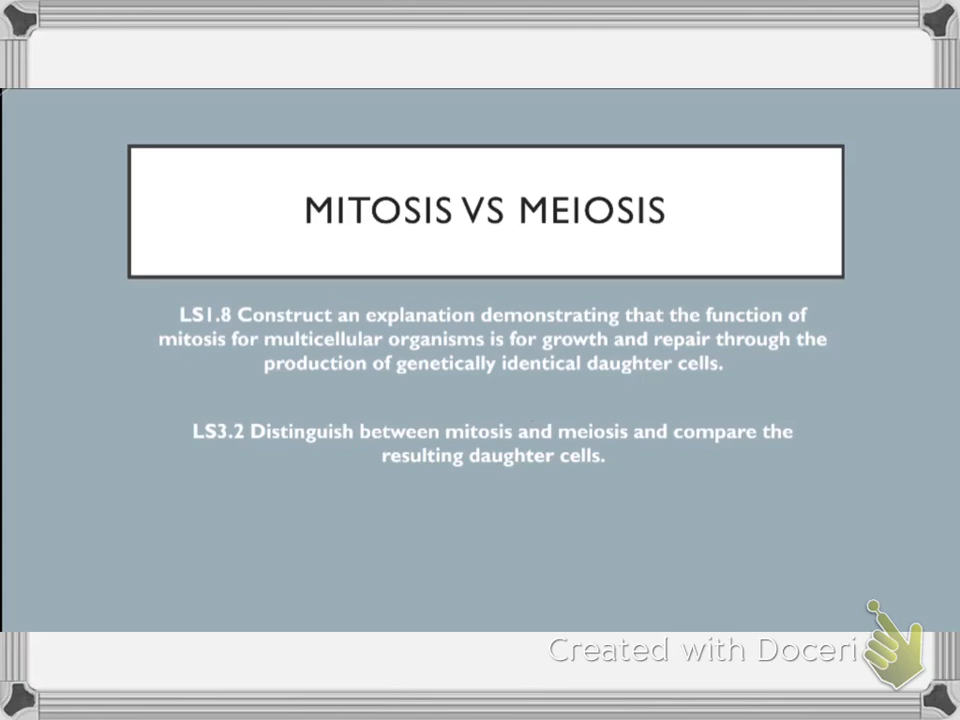 MITOSIS VS MEIOSIS
LS1.8 Construct an explanation demonstrating that the function of
mitosis for multicellular organisms is for growth and repair through the
production of genetically identical daughter cells.
LS3.2 Distinguish between mitosis and meiosis and compare the
resulting daughter cells.
Created with Doceri